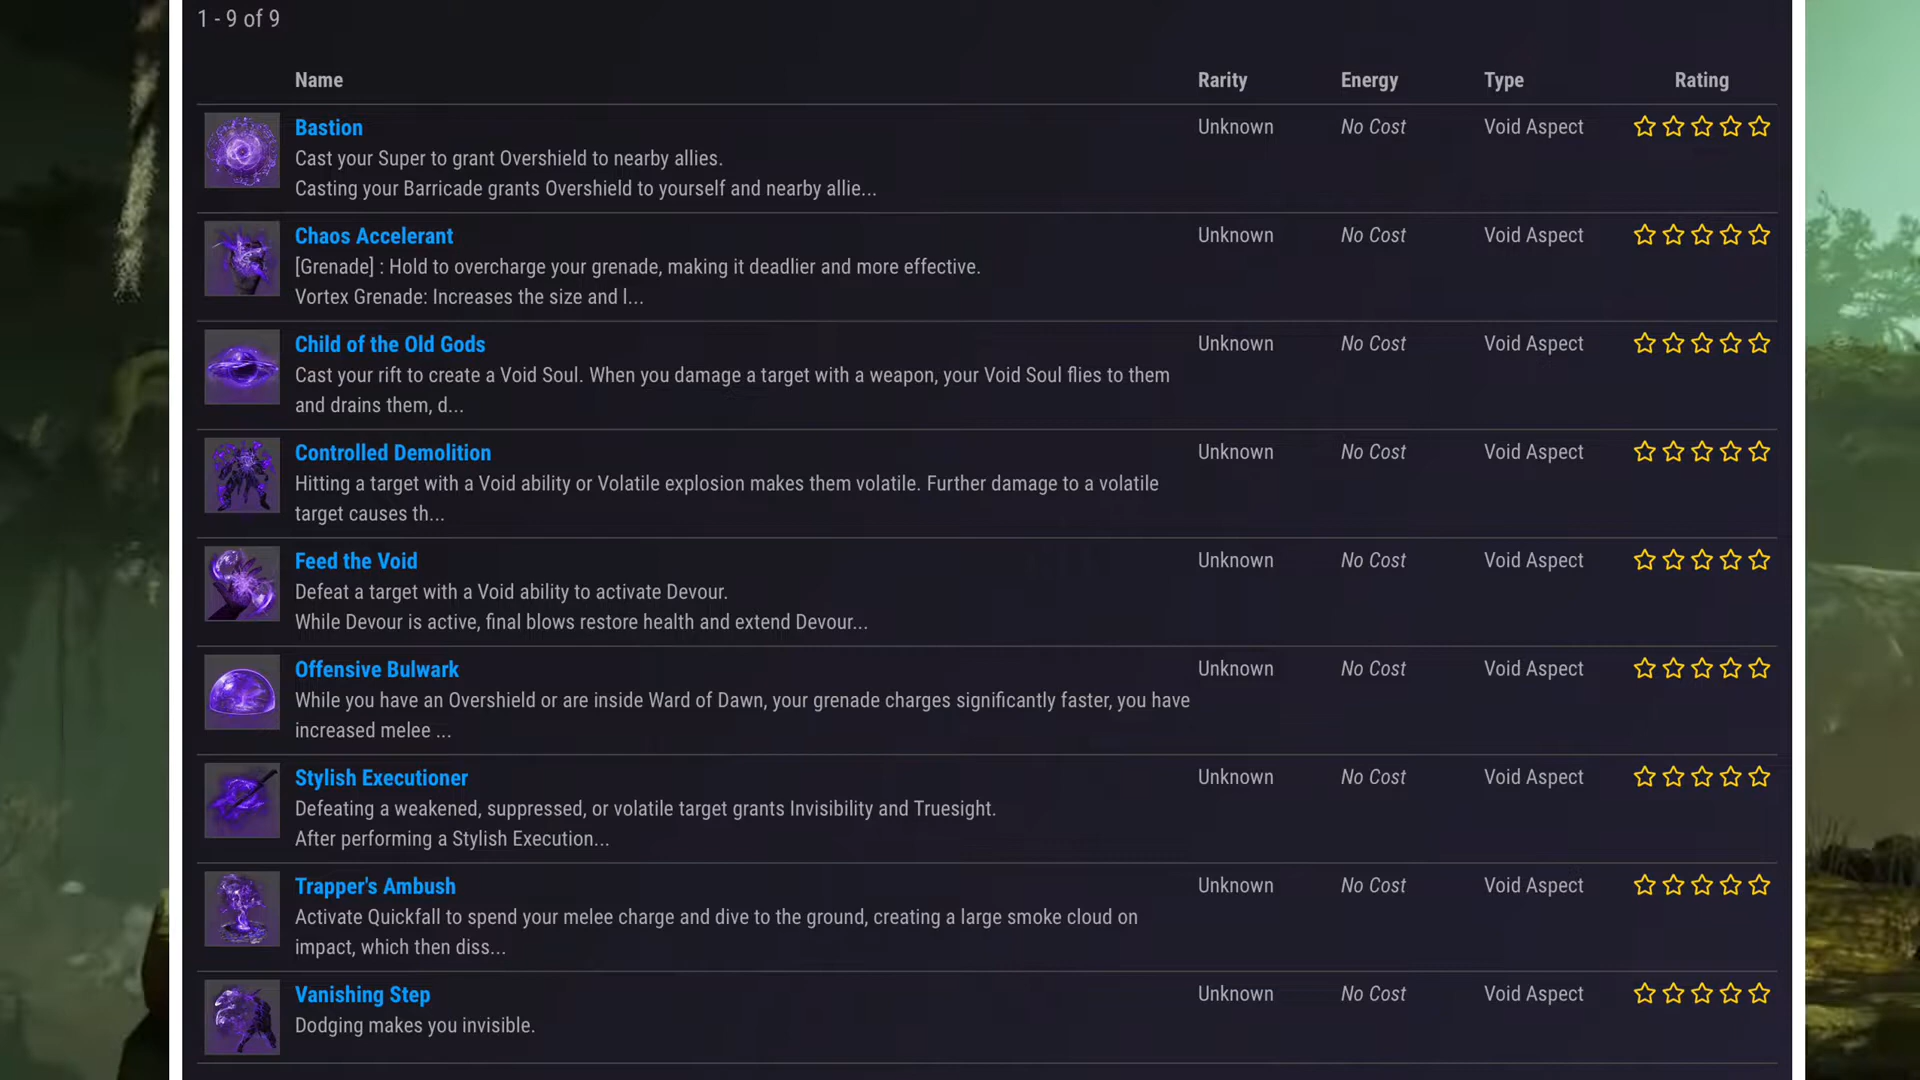 1 - 9 of 9
Name Rarity Energy Type Rating
Bastion Unknown No Cost Void Aspect
Cast your Super to grant Overshield to nearby allies.
Casting your Barricade grants Overshield to yourself and nearby allie...
Chaos Accelerant Unknown No Cost Void Aspect
[Grenade] : Hold to overcharge your grenade, making it deadlier and more effective.
Vortex Grenade: Increases the size and l...
Child of the Old Gods Unknown No Cost Void Aspect
Cast your rift to create a Void Soul. When you damage a target with a weapon, your Void Soul flies to them
and drains them, d...
Controlled Demolition Unknown No Cost Void Aspect
Hitting a target with a Void ability or Volatile explosion makes them volatile. Further damage to a volatile
target causes th...
Feed the Void Unknown No Cost Void Aspect
Defeat a target with a Void ability to activate Devour.
While Devour is active, final blows restore health and extend Devour...
Offensive Bulwark Unknown No Cost Void Aspect
While you have an Overshield or are inside Ward of Dawn, your grenade charges significantly faster, you have
increased melee ...
Stylish Executioner Unknown No Cost Void Aspect
Defeating a weakened, suppressed, or volatile target grants Invisibility and Truesight.
After performing a Stylish Execution...
Trapper's Ambush Unknown No Cost Void Aspect
Activate Quickfall to spend your melee charge and dive to the ground, creating a large smoke cloud on
impact, which then diss...
Vanishing Step Unknown No Cost Void Aspect
Dodging makes you invisible.